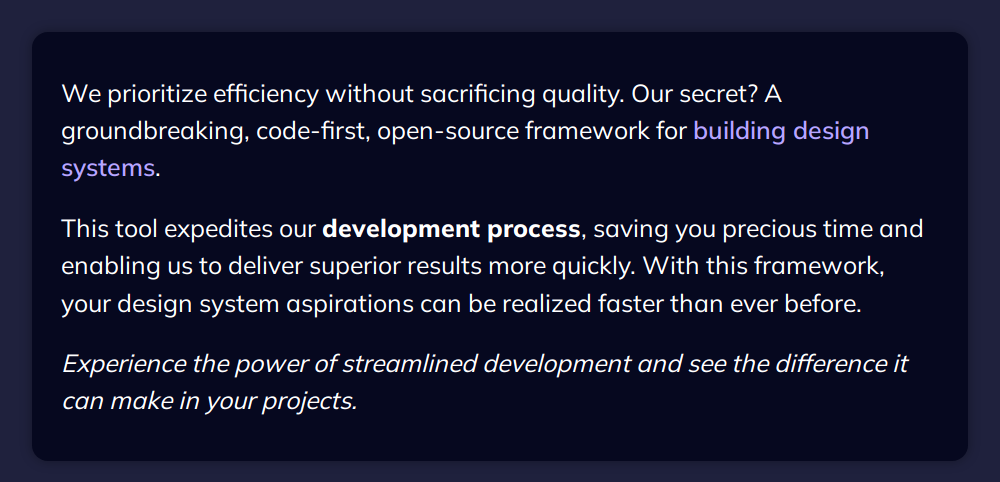 We prioritize efficiency without sacrificing quality. Our secret? A
groundbreaking, code-first, open-source framework for building design
systems.
This tool expedites our development process, saving you precious time and
enabling us to deliver superior results more quickly. With this framework,
your design system aspirations can be realized faster than ever before.
Experience the power of streamlined development and see the difference it
can make in your projects.